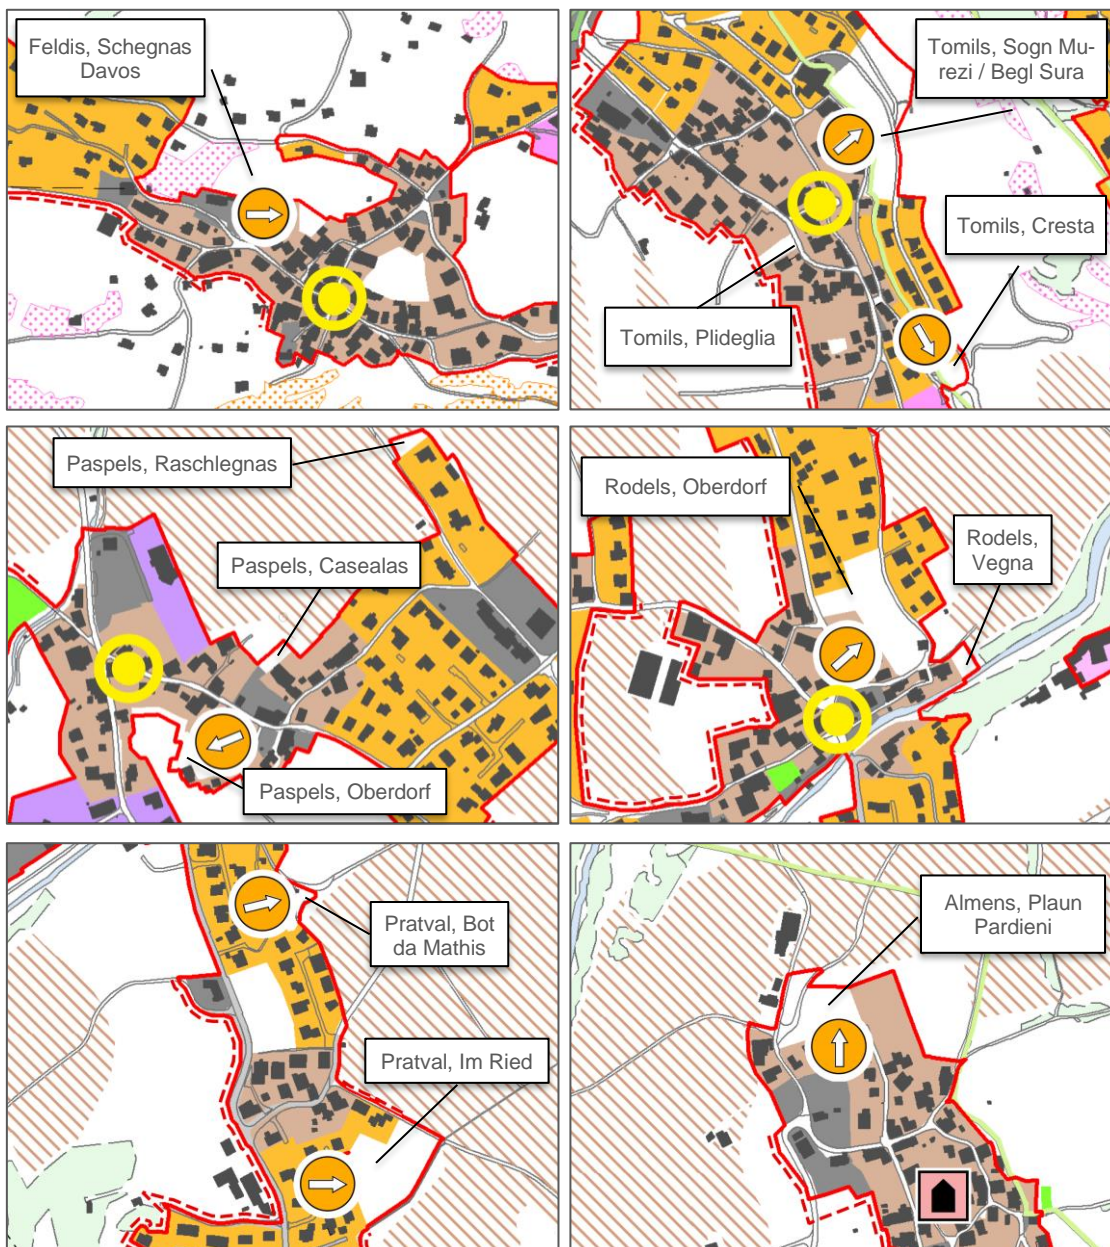 Feldis, Schegnas
Davos
Tomils, Sogn Mu-
rezi / Begl Sura
Tomils, Cresta
Tomils, Plideglia
Paspels, Raschlegnas
Paspels, Casealas
Paspels, Oberdorf
Rodels, Oberdorf
Rodels,
Vegna
Pratval, Bot
da Mathis
Pratval, Im Ried
Almens, Plaun
Pardieni